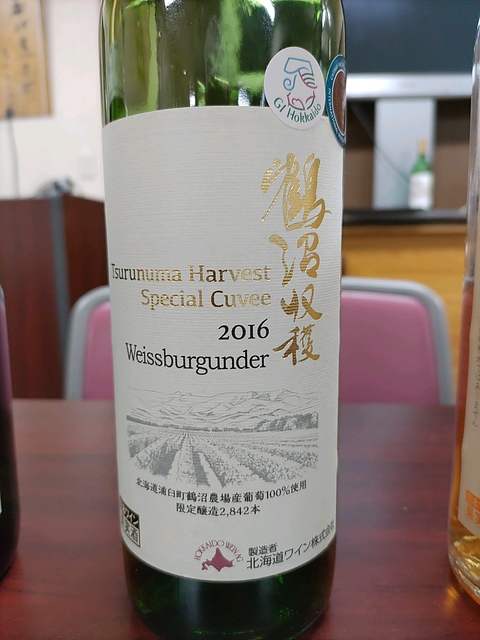 GI Hokkaido
鶴沼収穫
Tsurunuma Harvest
Special Cuvee
2016
Weissburgunder
北海道浦臼町鶴沼農場産葡萄100%使用
限定醸造2,842本
HOKKAIDO WEIN AG
製造者
北海道ワイン株式会社